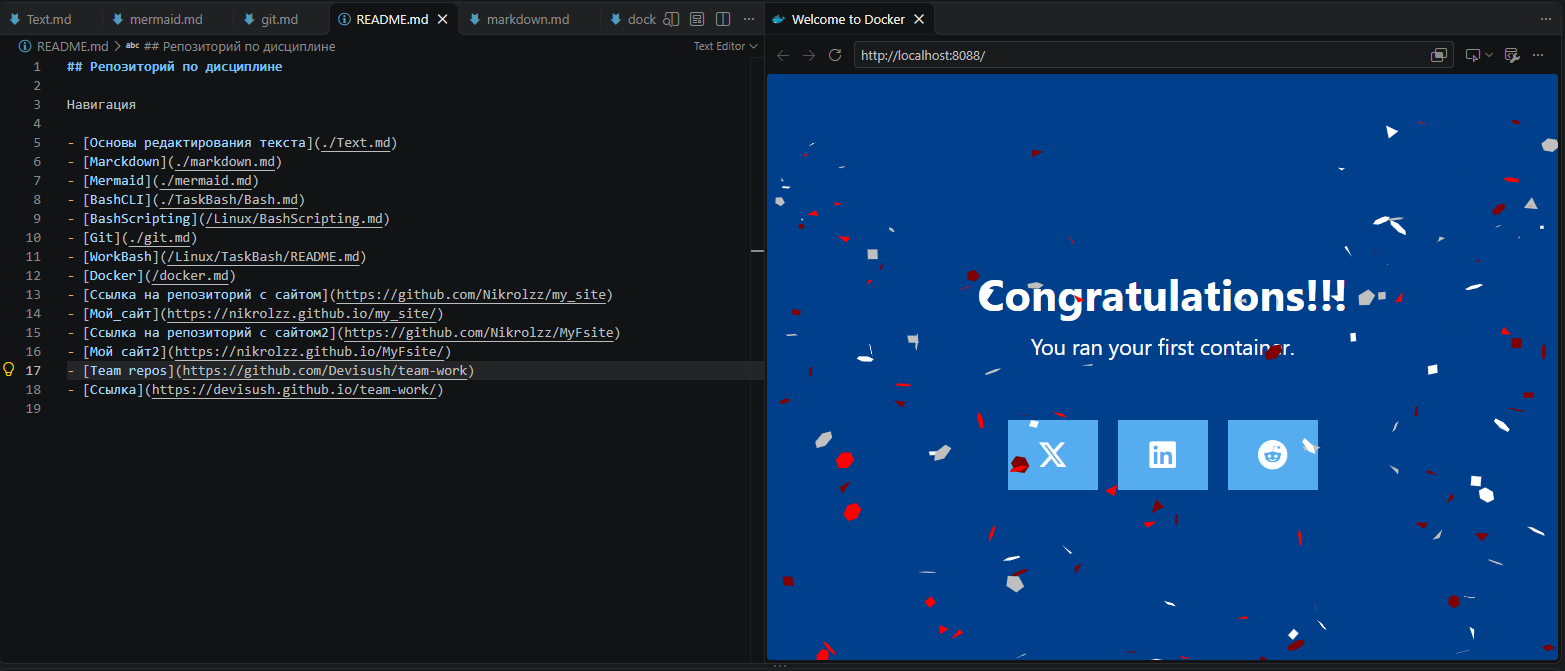 Text.md mermaid.md git.md README.md markdown.md dock
README.md > abc ## Репозиторий по дисциплине Text Editor
1 ## Репозиторий по дисциплине
2
3 Навигация
4
5 - [Основы редактирования текста](./Text.md)
6 - [Marckdown](./markdown.md)
7 - [Mermaid](./mermaid.md)
8 - [BashCLI](./TaskBash/Bash.md)
9 - [BashScripting](/Linux/BashScripting.md)
10 - [Git](./git.md)
11 - [WorkBash](/Linux/TaskBash/README.md)
12 - [Docker](/docker.md)
13 - [Ссылка на репозиторий с сайтом](https://github.com/Nikrolzz/my_site)
14 - [Мой_сайт](https://nikrolzz.github.io/my_site/)
15 - [Ссылка на репозиторий с сайтом2](https://github.com/Nikrolzz/MyFsite)
16 - [Мой сайт2](https://nikrolzz.github.io/MyFsite/)
17 - [Team repos](https://github.com/Devisush/team-work)
18 - [Ссылка](https://devisush.github.io/team-work/)
19
Welcome to Docker
http://localhost:8088/
Congratulations!!!
You ran your first container.
X
in